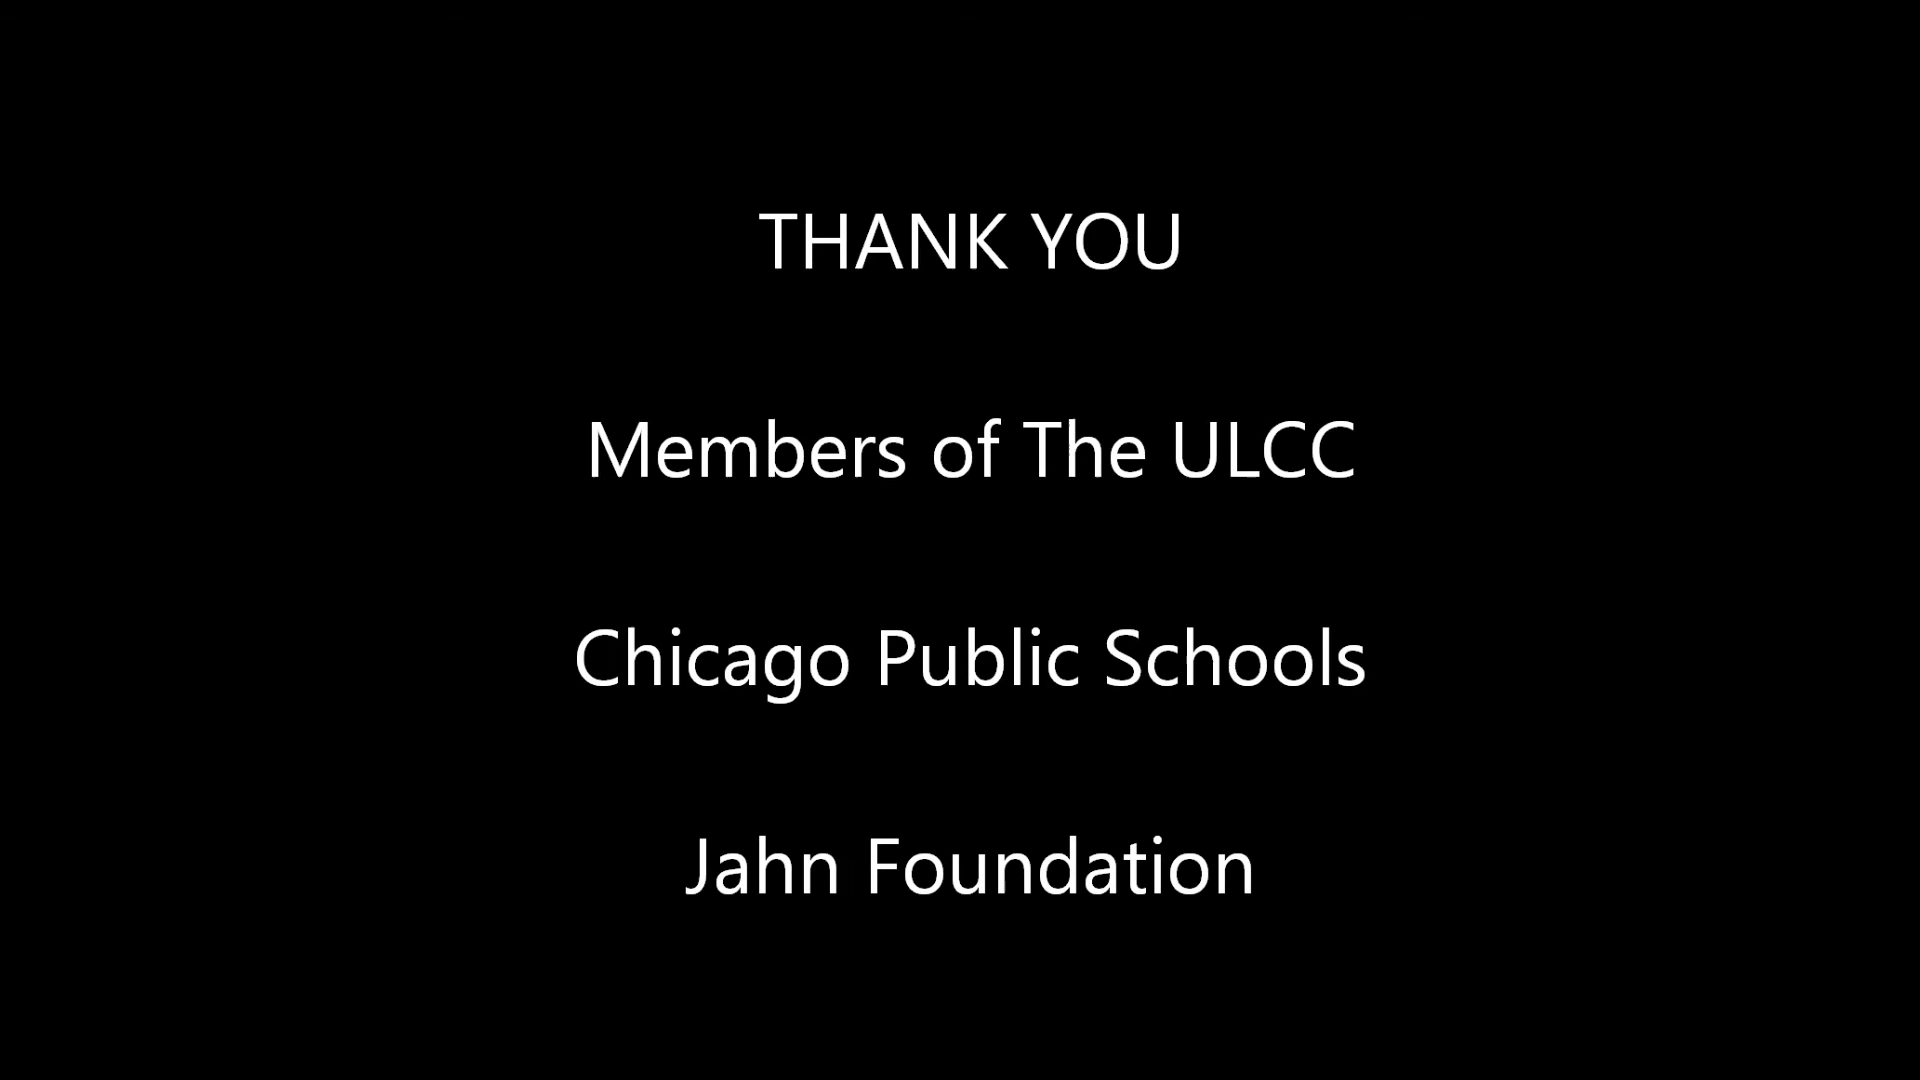 THANK YOU
Members of The ULCC
Chicago Public Schools
Jahn Foundation